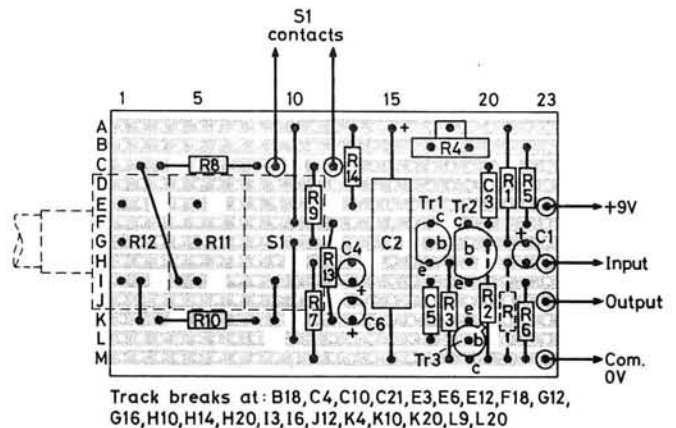 S1
contacts
1 5 10 15 20 23
A
B
C
D
E
F
G
H
I
J
K
L
M
R8
R9
R14
+
R4
C3
R1
R5
Tr1
c
b
e
Tr2
c
b
e
+9V
R12
R11
S1
R13
C4
+
C2
C1
+
Input
R10
R7
C6
+
C5
R3
R2
R
R6
Output
e
b
c
Tr3
Com.
0V
Track breaks at: B18, C4, C10, C21, E3, E6, E12, F18, G12,
G16, H10, H14, H20, I3, I6, J12, K4, K10, K20, L9, L20